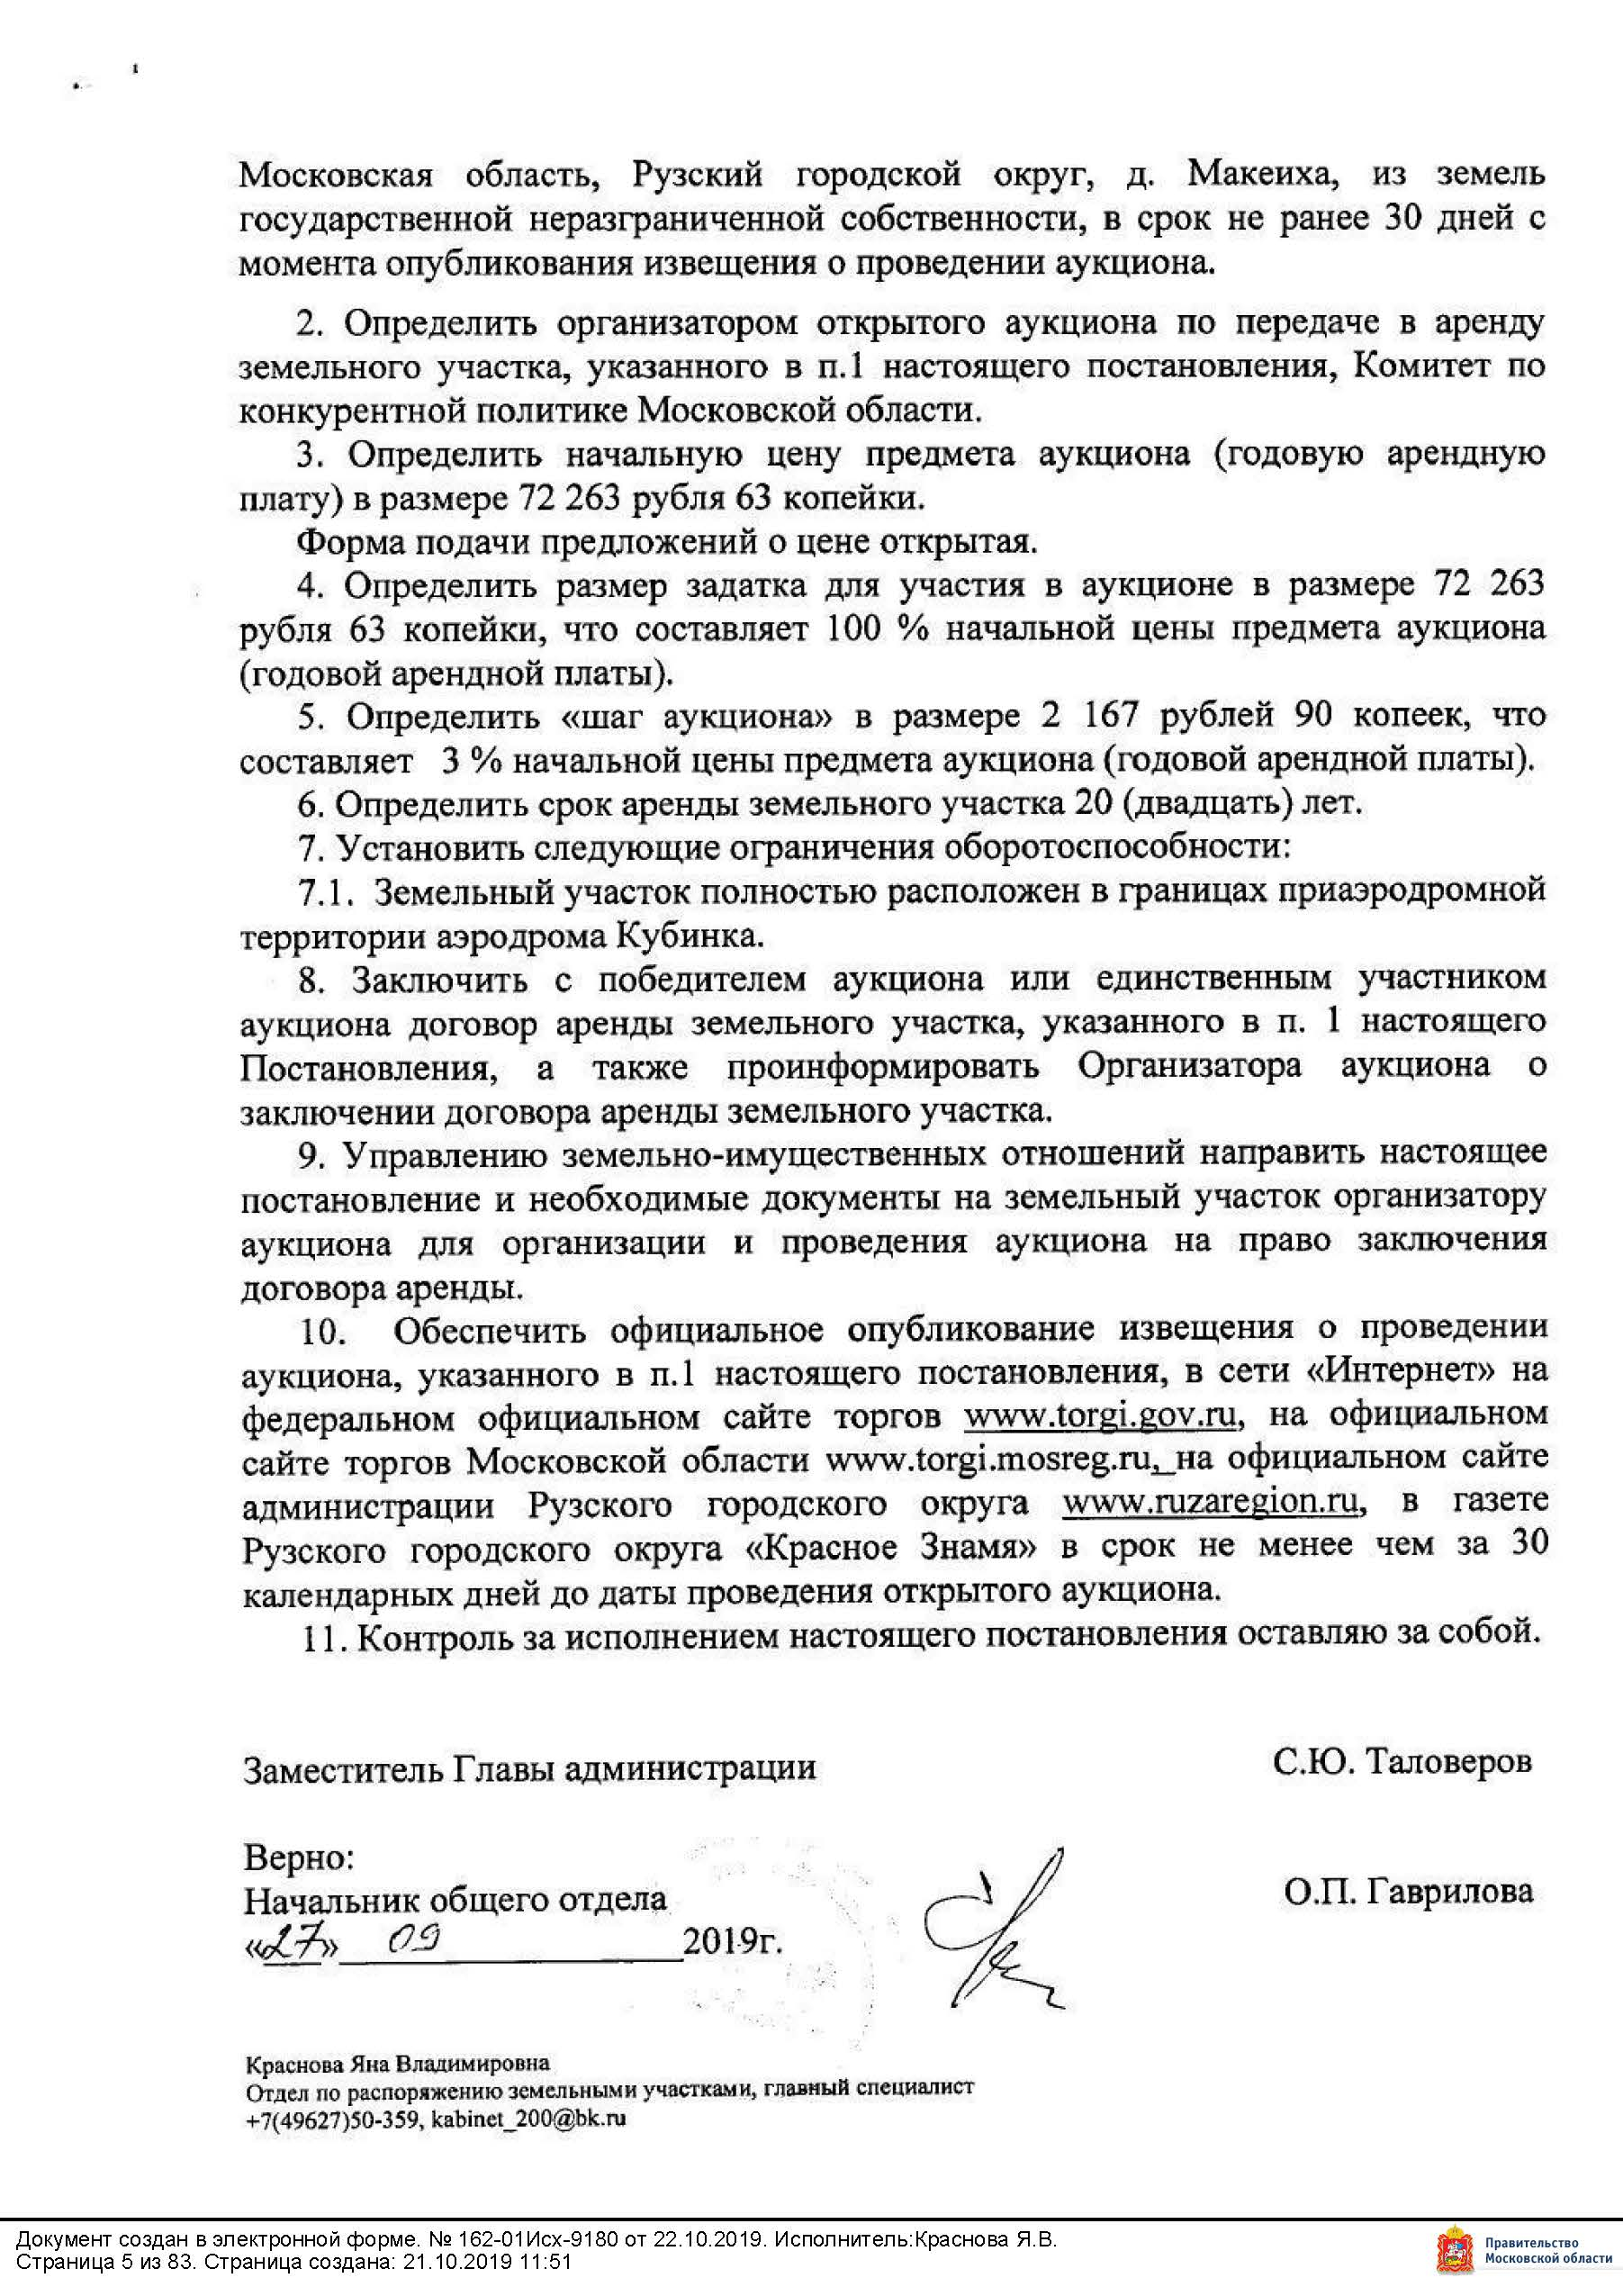 Московская область, Рузский городской округ, д. Макеиха, из земель
государственной неразграниченной собственности, в срок не ранее 30 дней с
момента опубликования извещения о проведении аукциона.
2. Определить организатором открытого аукциона по передаче в аренду
земельного участка, указанного в п.1 настоящего постановления, Комитет по
конкурентной политике Московской области.
3. Определить начальную цену предмета аукциона (годовую арендную
плату) в размере 72 263 рубля 63 копейки.
Форма подачи предложений о цене открытая.
4. Определить размер задатка для участия в аукционе в размере 72 263
рубля 63 копейки, что составляет 100 % начальной цены предмета аукциона
(годовой арендной платы).
5. Определить «шаг аукциона» в размере 2 167 рублей 90 копеек, что
составляет 3 % начальной цены предмета аукциона (годовой арендной платы).
6. Определить срок аренды земельного участка 20 (двадцать) лет.
7. Установить следующие ограничения оборотоспособности:
7.1. Земельный участок полностью расположен в границах приаэродромной
территории аэродрома Кубинка.
8. Заключить с победителем аукциона или единственным участником
аукциона договор аренды земельного участка, указанного в п. 1 настоящего
Постановления, а также проинформировать Организатора аукциона о
заключении договора аренды земельного участка.
9. Управлению земельно-имущественных отношений направить настоящее
постановление и необходимые документы на земельный участок организатору
аукциона для организации и проведения аукциона на право заключения
договора аренды.
10. Обеспечить официальное опубликование извещения о проведении
аукциона, указанного в п.1 настоящего постановления, в сети «Интернет» на
федеральном официальном сайте торгов www.torgi.gov.ru, на официальном
сайте торгов Московской области www.torgi.mosreg.ru, на официальном сайте
администрации Рузского городского округа www.ruzaregion.ru, в газете
Рузского городского округа «Красное Знамя» в срок не менее чем за 30
календарных дней до даты проведения открытого аукциона.
11. Контроль за исполнением настоящего постановления оставляю за собой.
Заместитель Главы администрации С.Ю. Таловеров
Верно:
Начальник общего отдела О.П. Гаврилова
«27» 09 2019г.
Краснова Яна Владимировна
Отдел по распоряжению земельными участками, главный специалист
+7(49627)50-359, kabinet_200@bk.ru
Документ создан в электронной форме. № 162-01Исх-9180 от 22.10.2019. Исполнитель:Краснова Я.В.
Страница 5 из 83. Страница создана: 21.10.2019 11:51
Правительство
Московской области